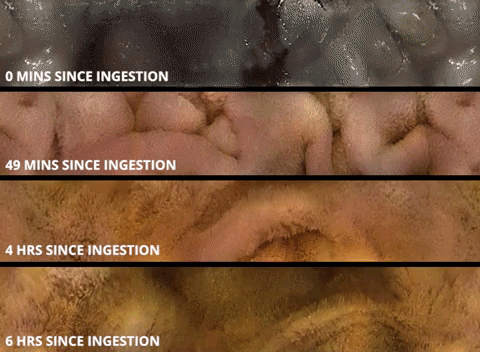 0 MINS SINCE INGESTION
49 MINS SINCE INGESTION
4 HRS SINCE INGESTION
6 HRS SINCE INGESTION